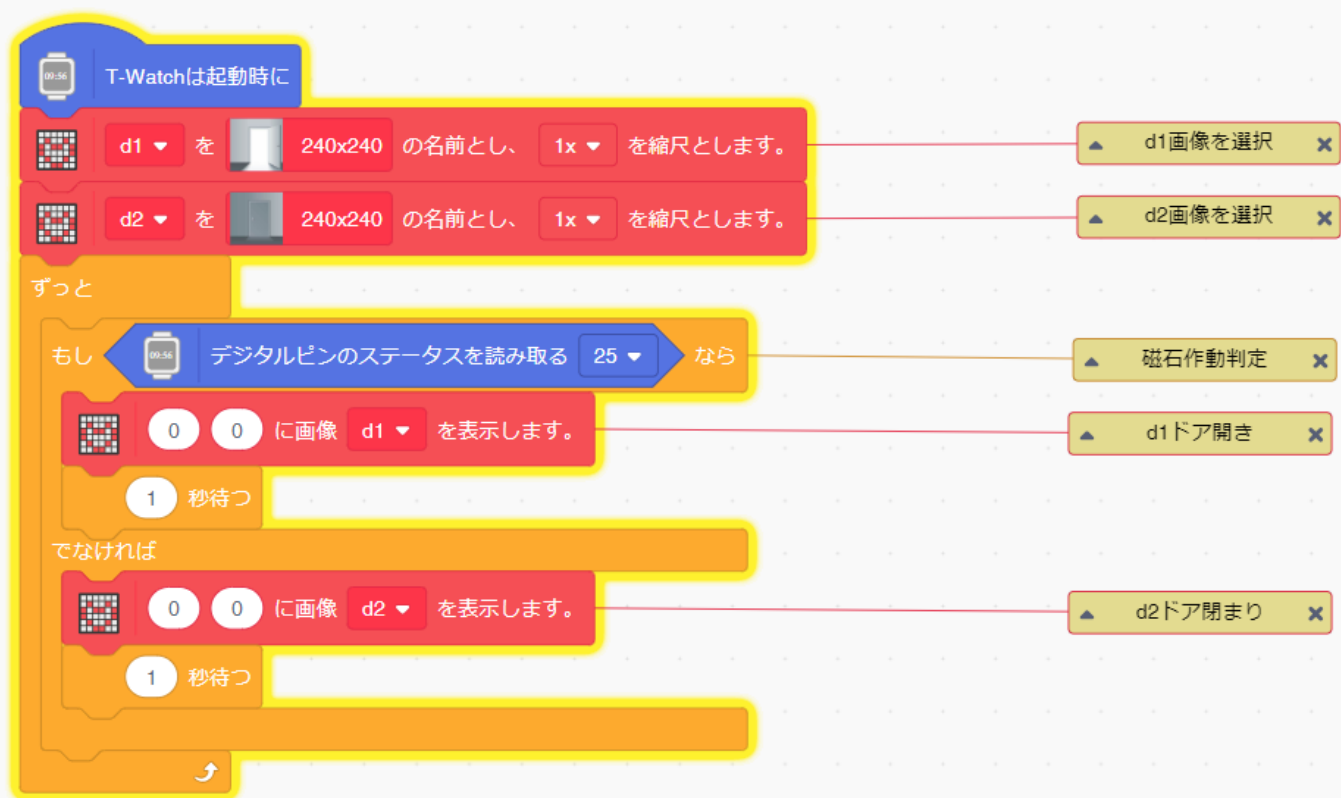 09:56 T-Watchは起動時に
d1 を 240x240 の名前とし、 1x を縮尺とします。 d1画像を選択
d2 を 240x240 の名前とし、 1x を縮尺とします。 d2画像を選択
ずっと
もし 09:56 デジタルピンのステータスを読み取る 25 なら 磁石作動判定
0 0 に画像 d1 を表示します。 d1ドア開き
1 秒待つ
でなければ
0 0 に画像 d2 を表示します。 d2ドア閉まり
1 秒待つ